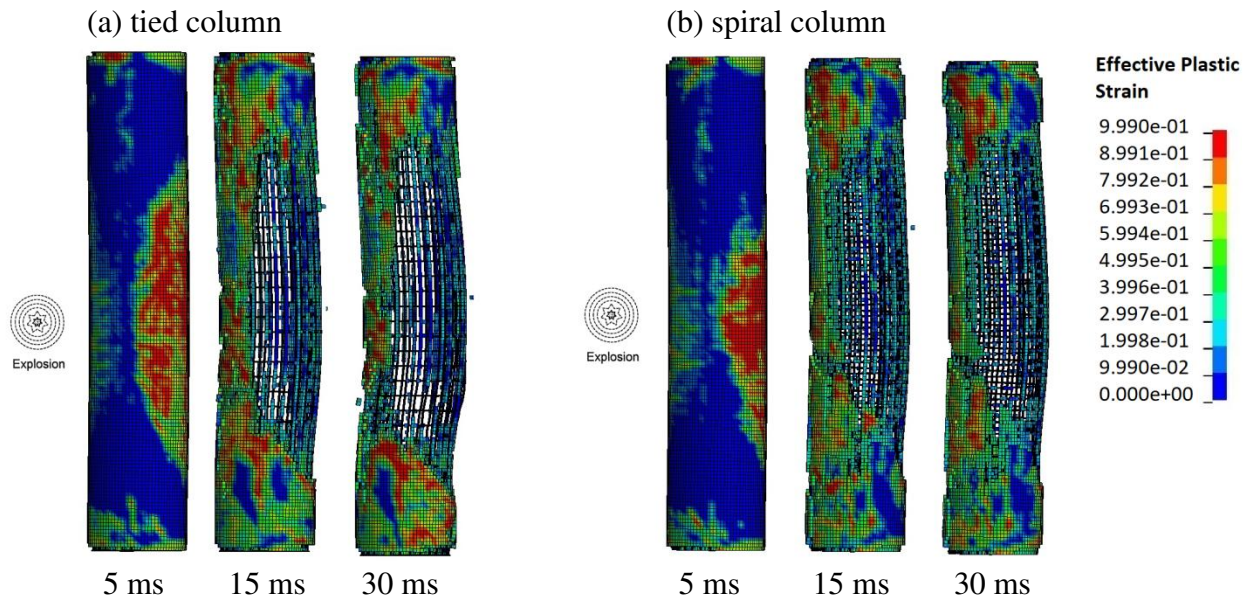 (a) tied column
(b) spiral column
Effective Plastic
Strain
9.990e-01
8.991e-01
7.992e-01
6.993e-01
5.994e-01
4.995e-01
3.996e-01
2.997e-01
1.998e-01
9.990e-02
0.000e+00
Explosion
Explosion
5 ms
15 ms
30 ms
5 ms
15 ms
30 ms